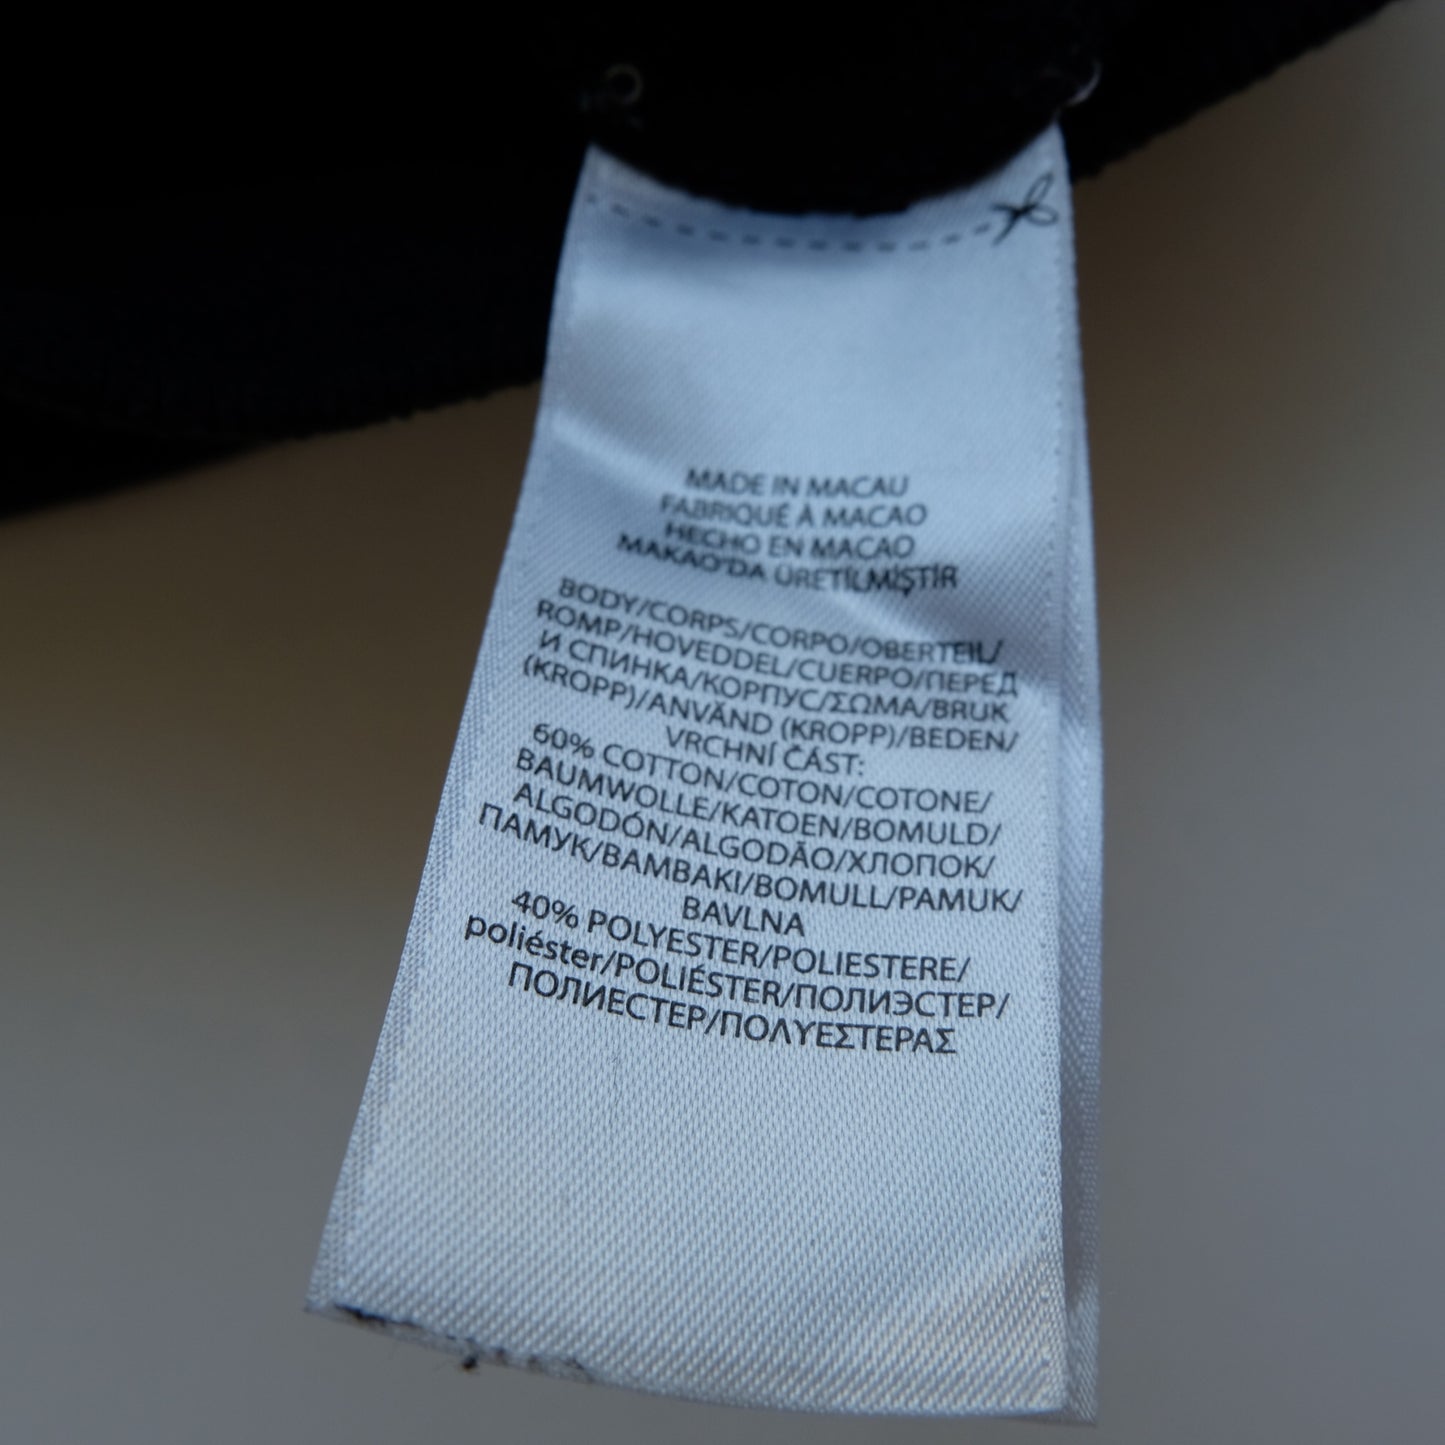 MADE IN MACAU
FABRIQUÉ À MACAO
HECHO EN MACAO
MAKAO'DA ÜRETİLMİŞTİR
BODY/CORPS/CORPO/OBERTEIL/
ROMP/HOVEDDEL/CUERPO/ПЕРЕД
И СПИНКА/КОРПУС/ΣΩΜΑ/BRUK
(KROPP)/ANVÄND (KROPP)/BEDEN/
VRCHNÍ ČÁST:
60% COTTON/COTON/COTONE/
BAUMWOLLE/KATOEN/BOMULD/
ALGODÓN/ALGODÃO/ХЛОПОК/
ПАМУК/BAMBAKI/BOMULL/PAMUK/
BAVLNA
40% POLYESTER/POLIESTERE/
poliéster/POLIÉSTER/ПОЛИЭСТЕР/
ПОЛИЕСТЕР/ΠΟΛΥΕΣΤΕΡΑΣ